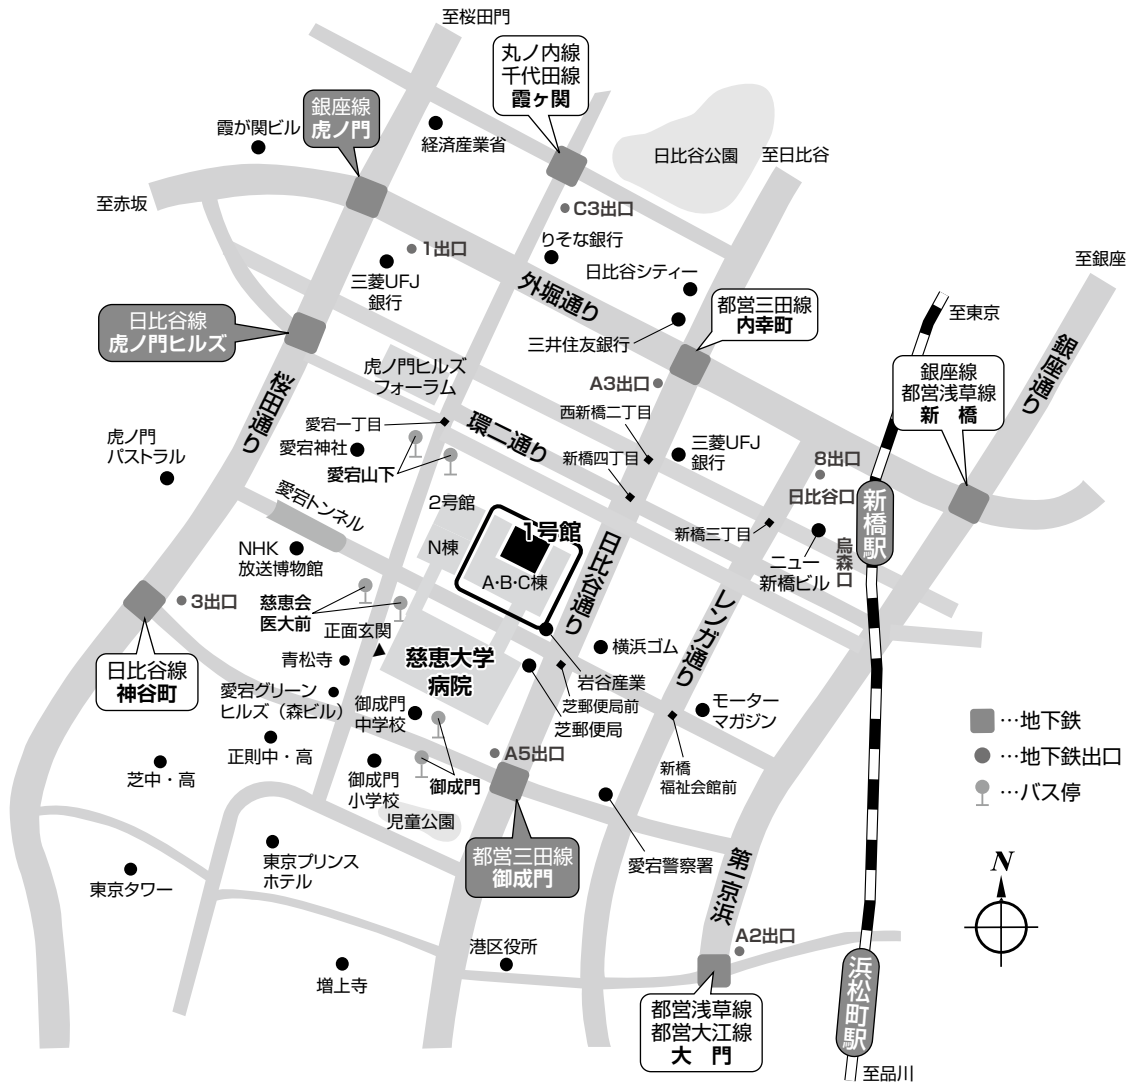 至桜田門
丸ノ内線
千代田線
霞ヶ関
銀座線
虎ノ門
霞が関ビル
経済産業省
日比谷公園
至日比谷
至赤坂
C3出口
1出口
りそな銀行
日比谷シティー
至銀座
三菱UFJ
銀行
外堀通り
都営三田線
内幸町
至東京
日比谷線
虎ノ門ヒルズ
三井住友銀行
銀座通り
虎ノ門ヒルズ
フォーラム
A3出口
銀座線
都営浅草線
新　橋
桜田通り
西新橋二丁目
愛宕一丁目
環二通り
虎ノ門
パストラル
愛宕神社
愛宕山下
三菱UFJ
銀行
新橋四丁目
8出口
愛宕トンネル
2号館
日比谷口
新橋駅
1号館
新橋三丁目
NHK
放送博物館
N棟
A・B・C棟
日比谷通り
ニュー
新橋ビル
烏森口
3出口
慈恵会
医大前
レンガ通り
正面玄関
日比谷線
神谷町
青松寺
慈恵大学
病院
横浜ゴム
愛宕グリーン
ヒルズ（森ビル）
岩谷産業
御成門
中学校
芝郵便局前
モーター
マガジン
芝郵便局
…地下鉄
正則中・高
A5出口
…地下鉄出口
芝中・高
御成門
小学校
御成門
新橋
福祉会館前
…バス停
児童公園
都営三田線
御成門
東京プリンス
ホテル
愛宕警察署
第一京浜
N
東京タワー
A2出口
港区役所
増上寺
浜松町駅
都営浅草線
都営大江線
大　門
至品川